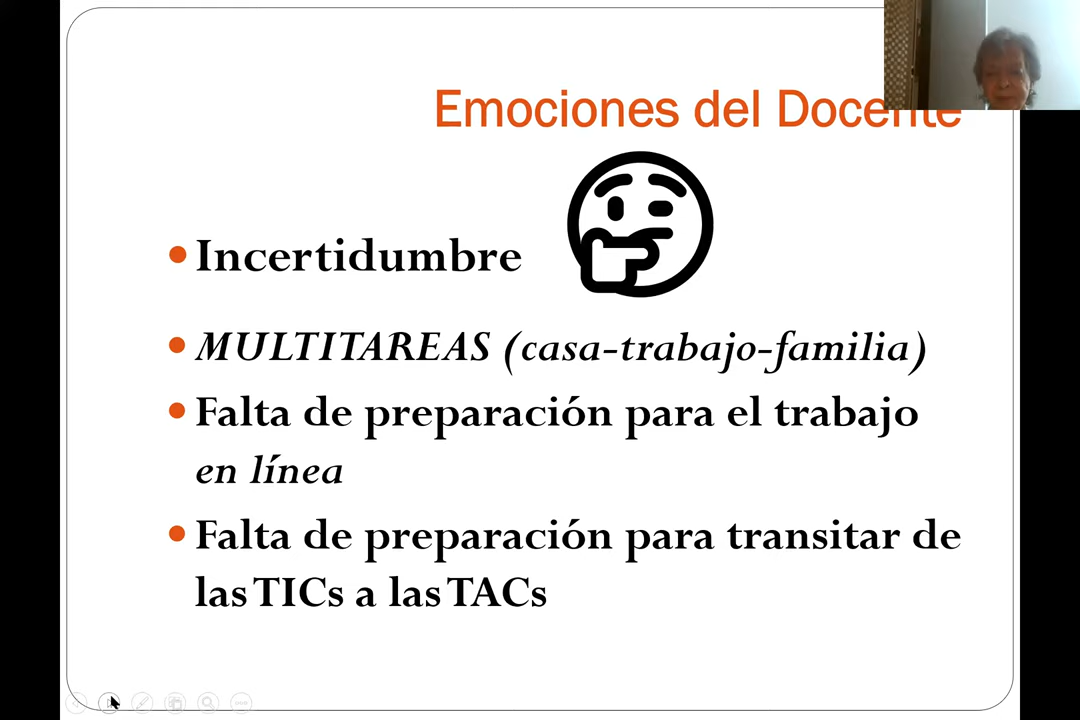 Emociones del Docente
• Incertidumbre
• MULTITAREAS (casa-trabajo-familia)
• Falta de preparación para el trabajo
en línea
• Falta de preparación para transitar de
las TICs a las TACs